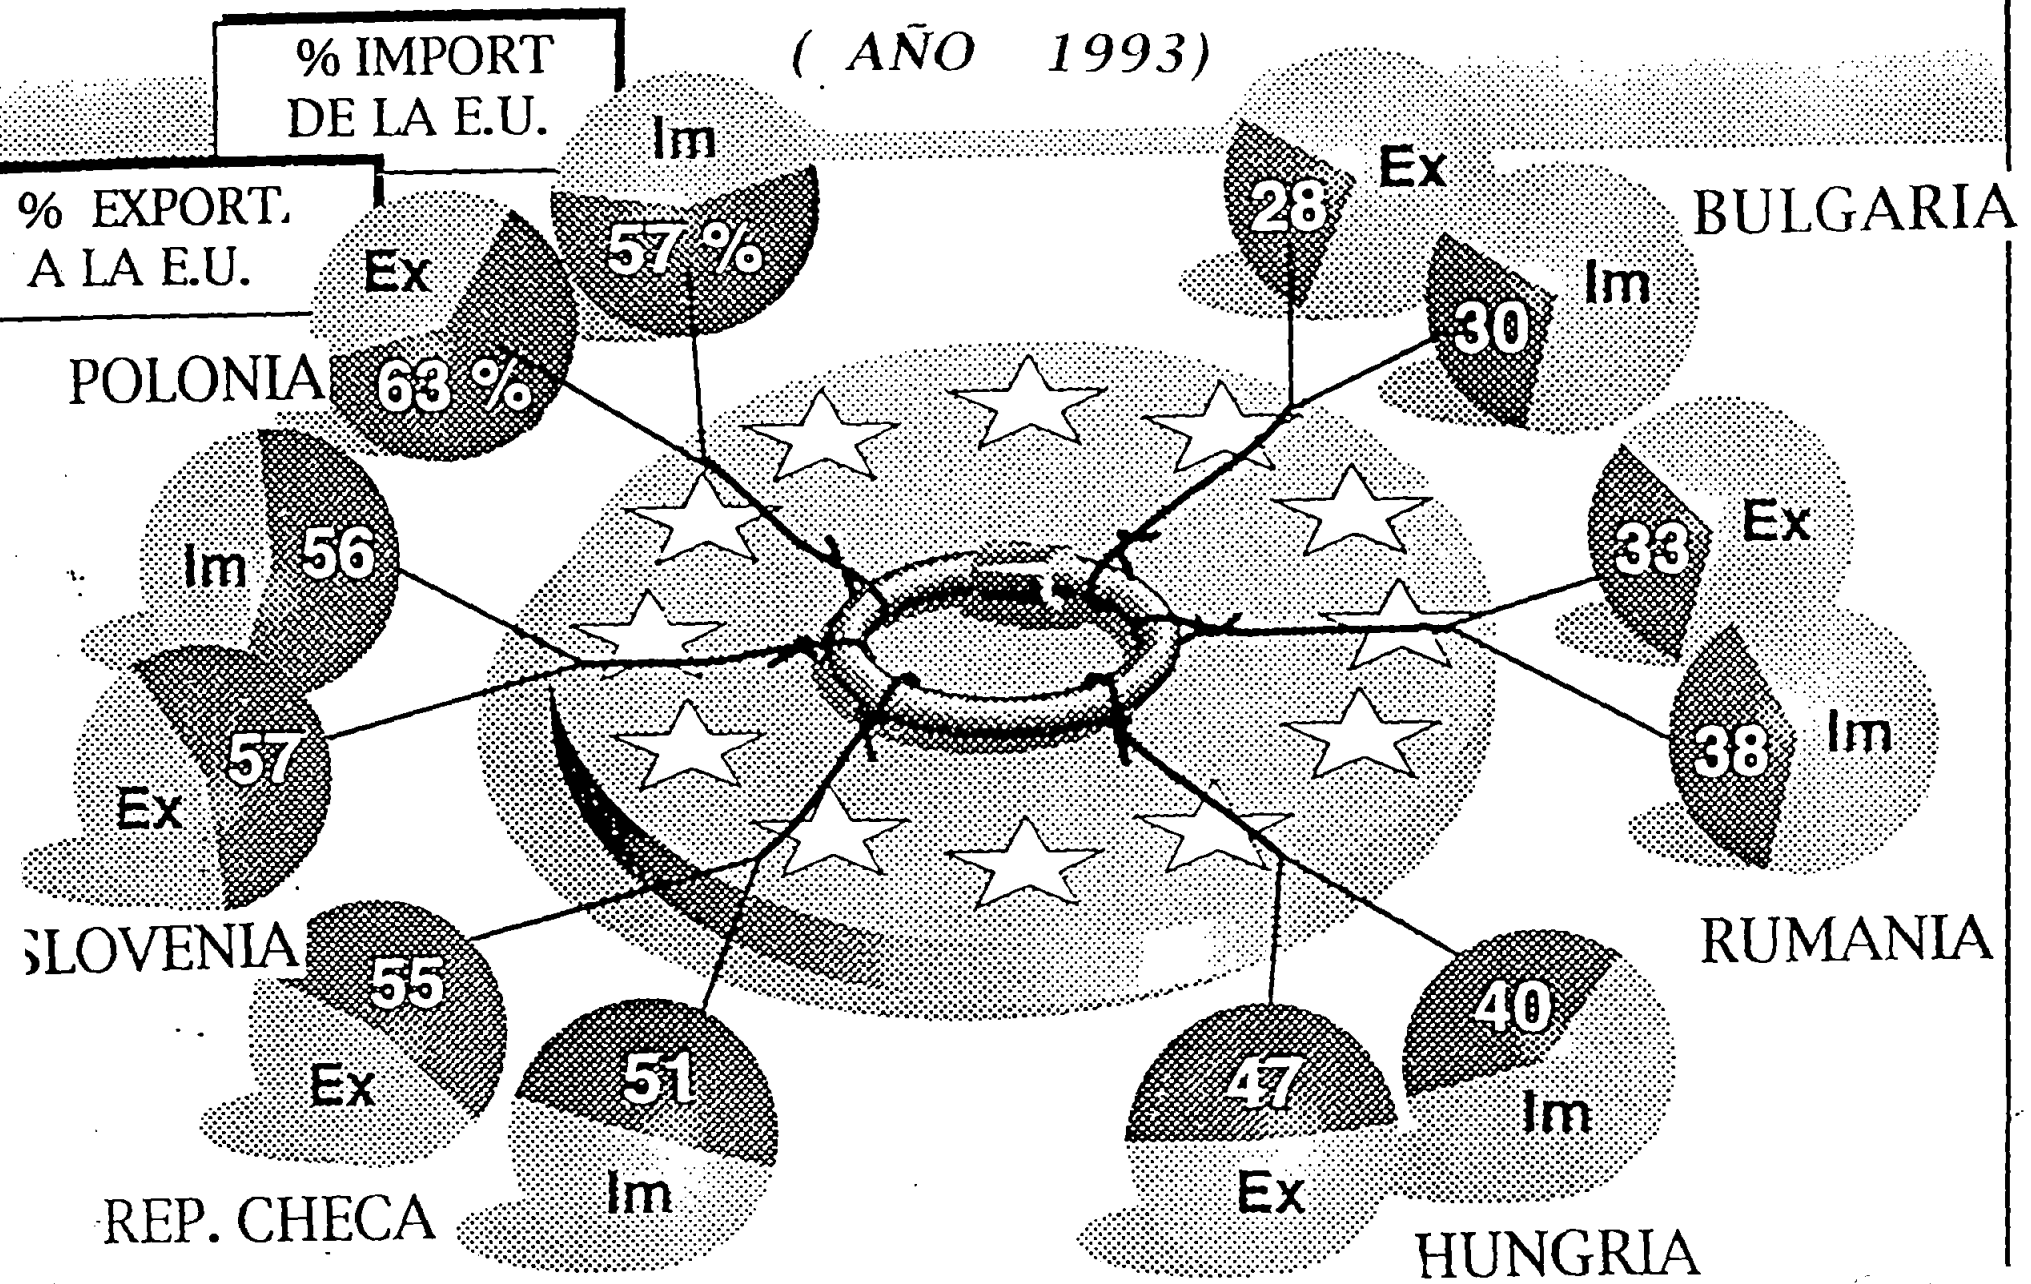 ( AÑO 1993)
% IMPORT
DE LA E.U.
% EXPORT.
A LA E.U.
Im
57 %
Ex
63 %
POLONIA
Ex
28
Im
30
BULGARIA
Im
56
Ex
57
SLOVENIA
Ex
33
Im
38
RUMANIA
Ex
55
Im
51
REP. CHECA
47
Ex
40
Im
HUNGRIA